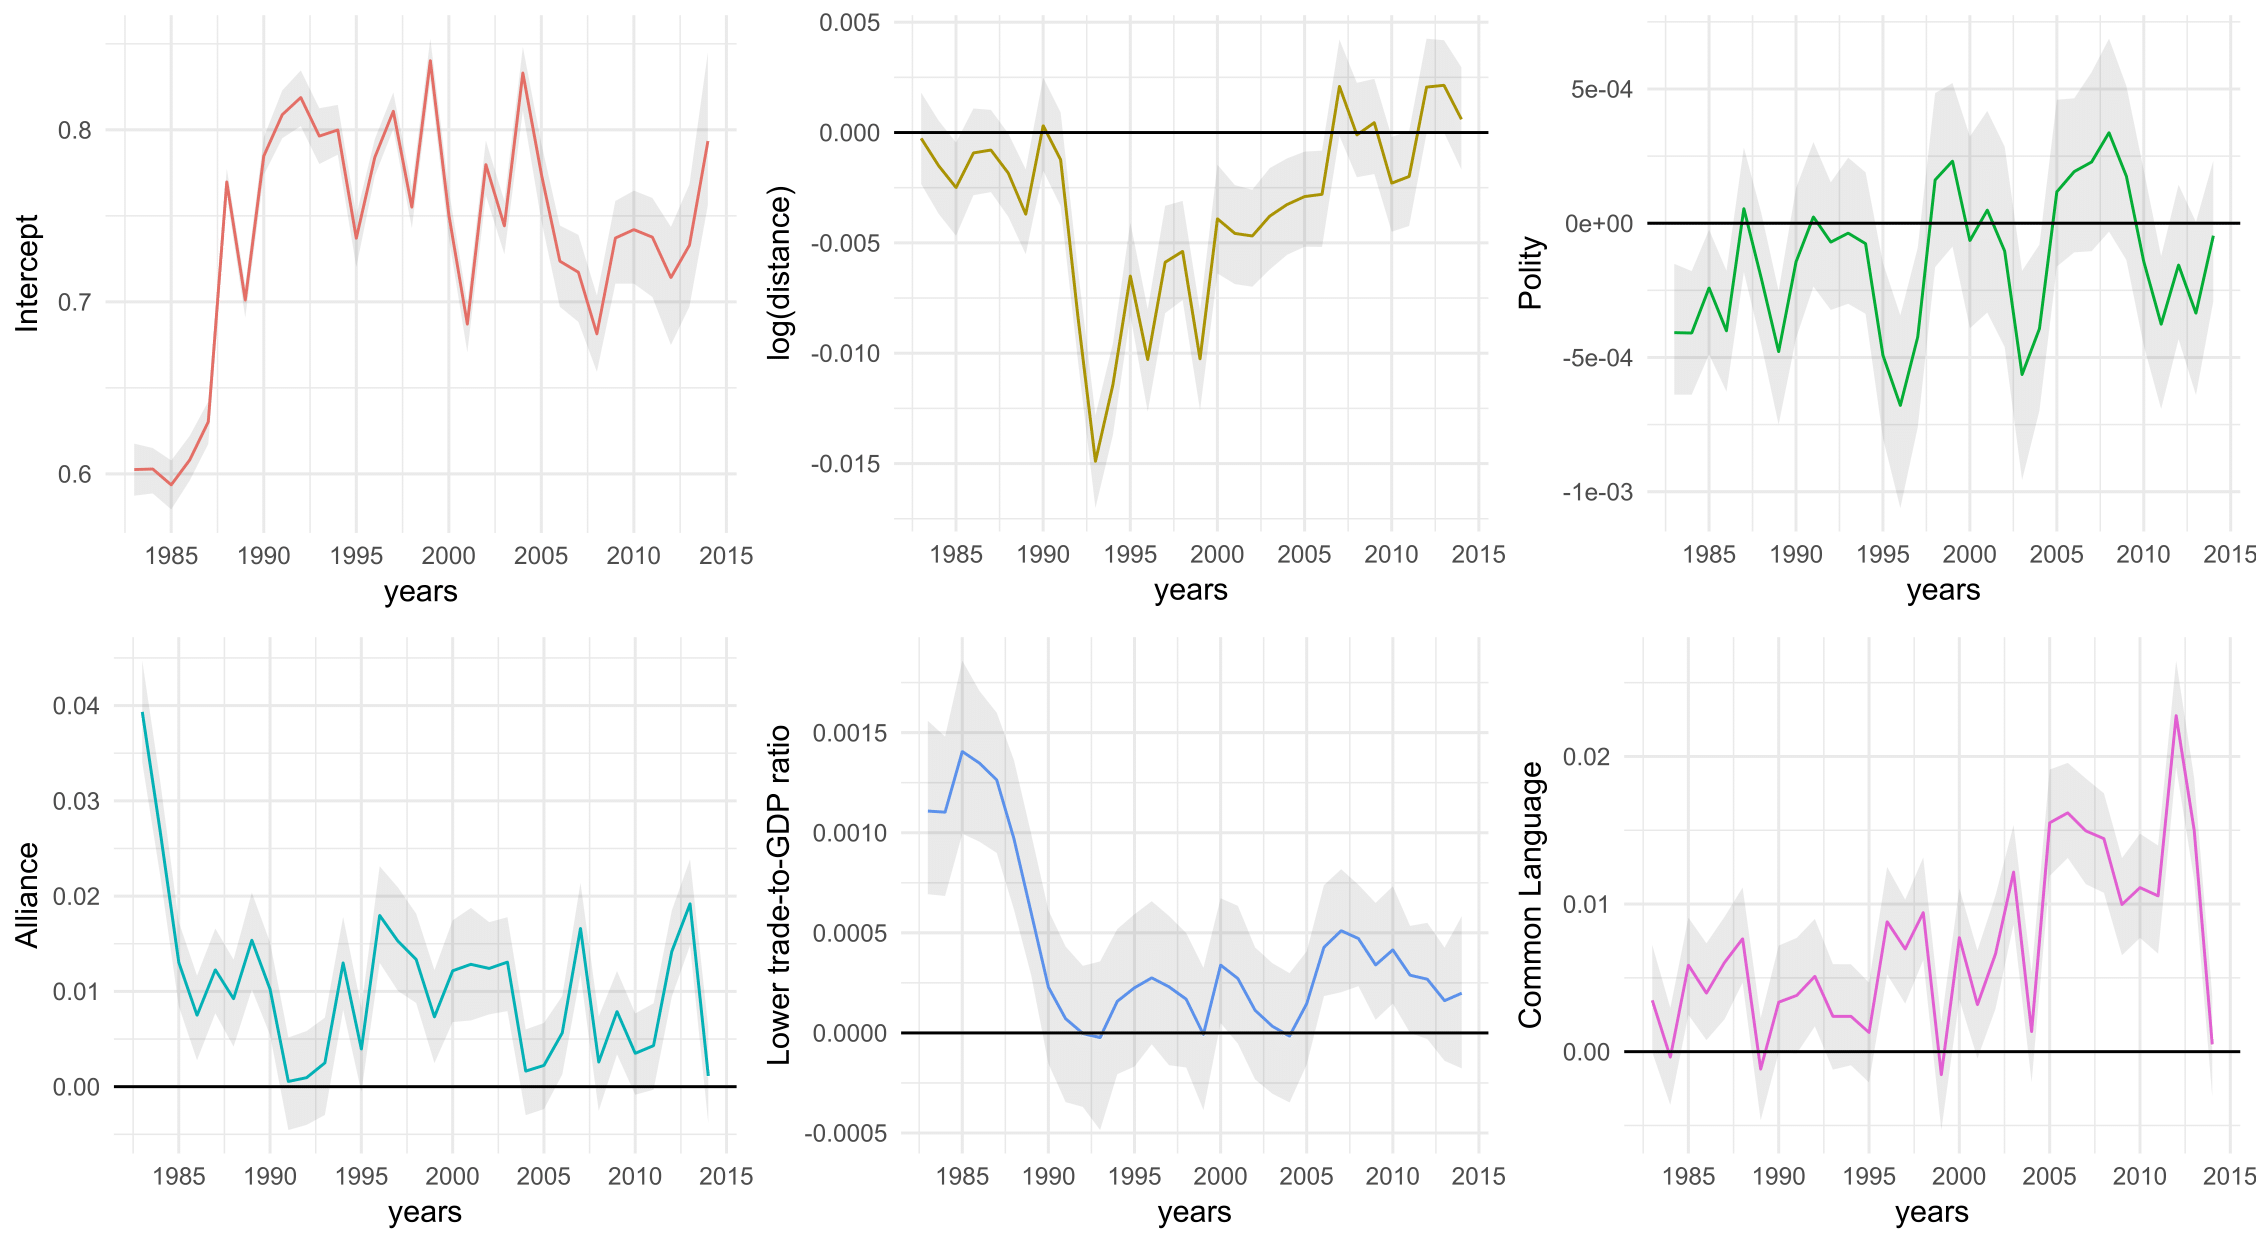 Intercept
0.8
0.7
0.6
1985 1990 1995 2000 2005 2010 2015
years
log(distance)
0.005
0.000
-0.005
-0.010
-0.015
1985 1990 1995 2000 2005 2010 2015
years
Polity
5e-04
0e+00
-5e-04
-1e-03
1985 1990 1995 2000 2005 2010 2015
years
Alliance
0.04
0.03
0.02
0.01
0.00
1985 1990 1995 2000 2005 2010 2015
years
Lower trade-to-GDP ratio
0.0015
0.0010
0.0005
0.0000
-0.0005
1985 1990 1995 2000 2005 2010 2015
years
Common Language
0.02
0.01
0.00
1985 1990 1995 2000 2005 2010 2015
years